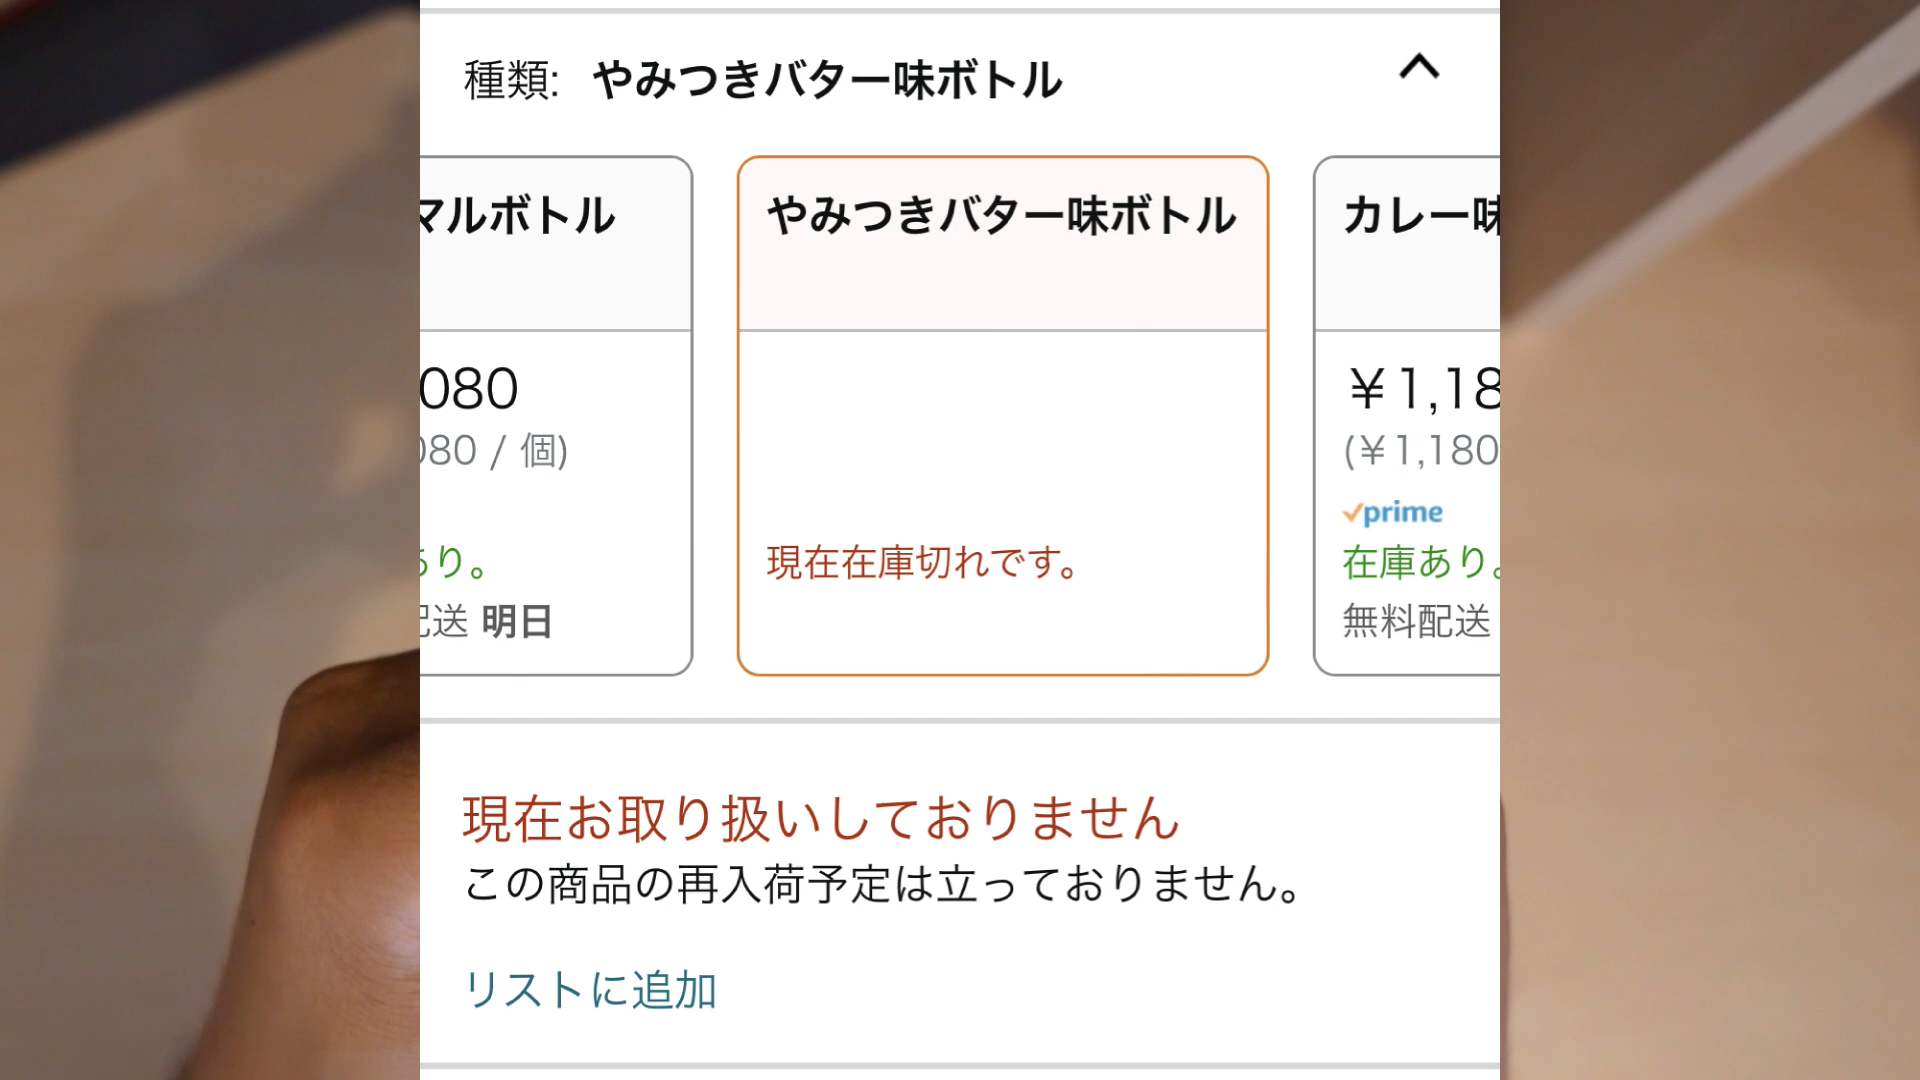 種類: やみつきバター味ボトル
マルボトル
080
080 / 個)
あり。
配送 明日
やみつきバター味ボトル
現在在庫切れです。
カレー味
¥1,18
(¥1,180
prime
在庫あり。
無料配送
現在お取り扱いしておりません
この商品の再入荷予定は立っておりません。
リストに追加